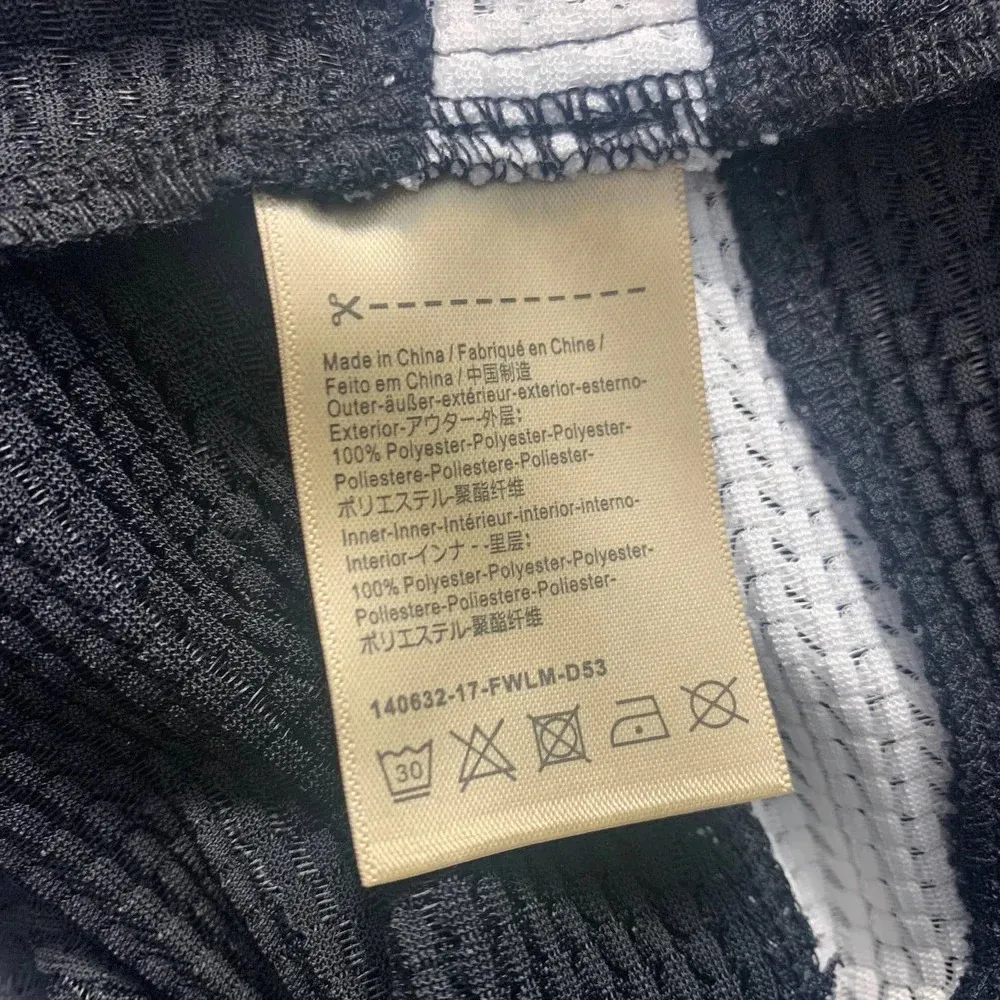 Made in China / Fabriqué en Chine /
Feito em China / 中国制造
Outer-äußer-extérieur-exterior-esterno-
Exterior-アウター-外层:
100% Polyester-Polyester-Polyester-
Poliestere-Poliestere-Poliester-
ポリエステル-聚酯纤维
Inner-Inner-Intérieur-interior-interno-
Interior-インナ - -里层:
100% Polyester-Polyester-Polyester-
Poliestere-Poliestere-Poliester-
ポリエステル-聚酯纤维
140632-17-FWLM-D53
30